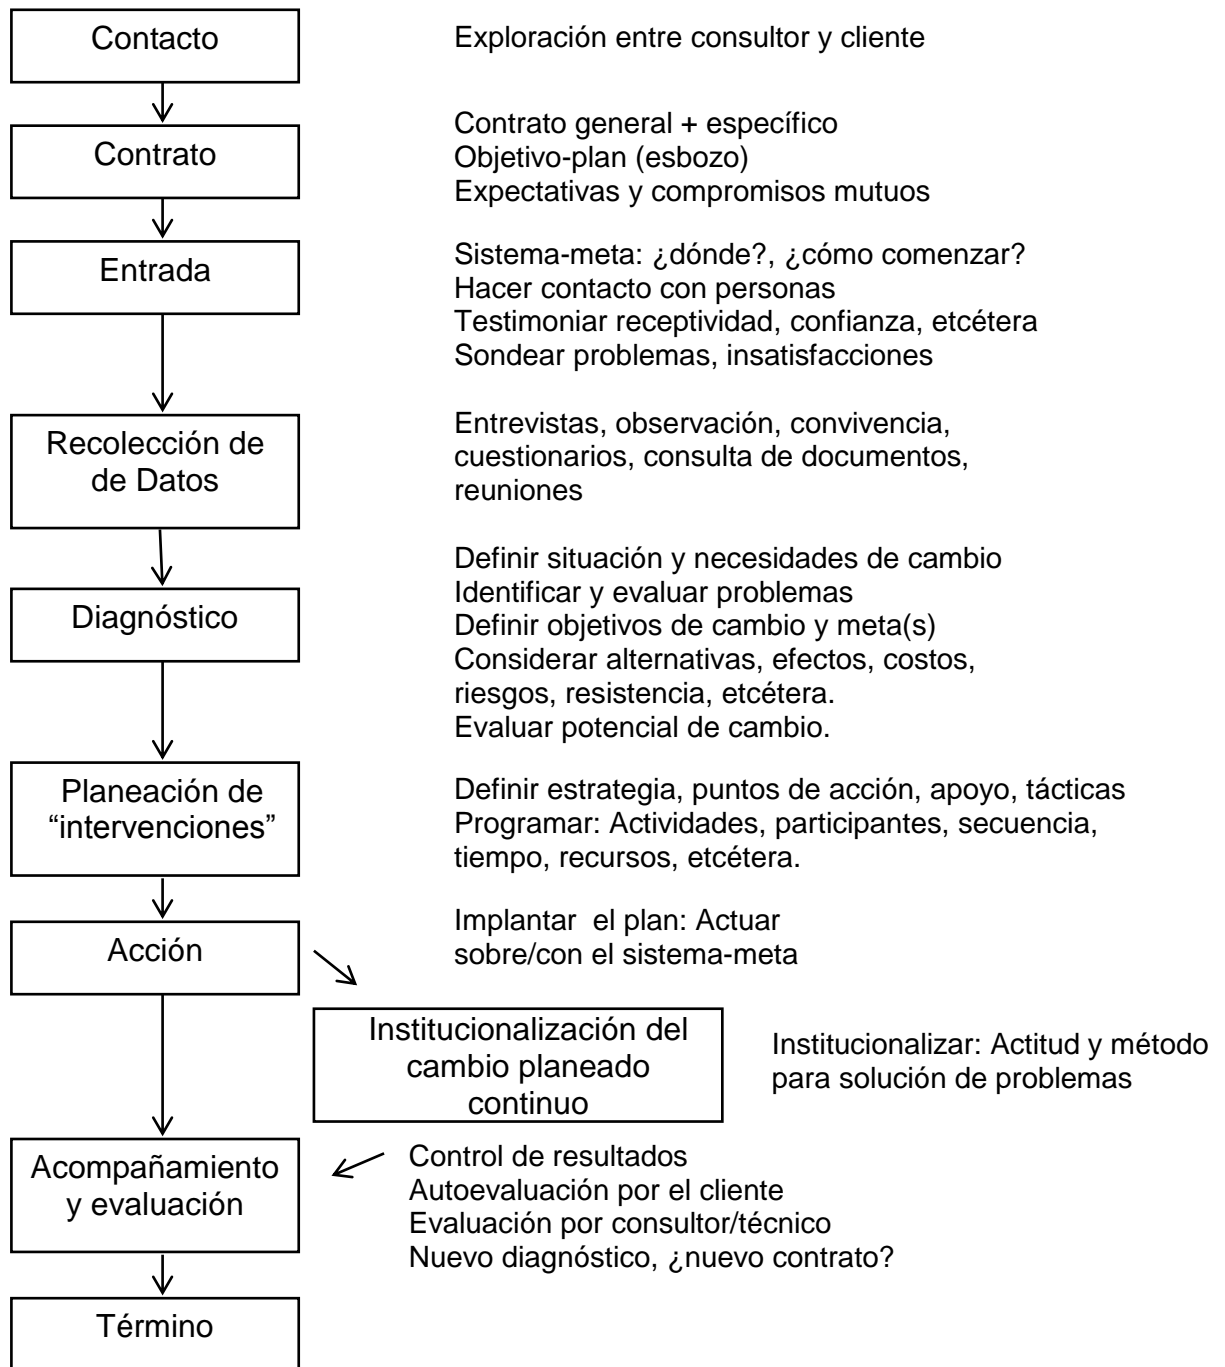 Contacto
Exploración entre consultor y cliente
Contrato
Contrato general + específico
Objetivo-plan (esbozo)
Expectativas y compromisos mutuos
Entrada
Sistema-meta: ¿dónde?, ¿cómo comenzar?
Hacer contacto con personas
Testimoniar receptividad, confianza, etcétera
Sondear problemas, insatisfacciones
Recolección de
de Datos
Entrevistas, observación, convivencia,
cuestionarios, consulta de documentos,
reuniones
Diagnóstico
Definir situación y necesidades de cambio
Identificar y evaluar problemas
Definir objetivos de cambio y meta(s)
Considerar alternativas, efectos, costos,
riesgos, resistencia, etcétera.
Evaluar potencial de cambio.
Planeación de
“intervenciones”
Definir estrategia, puntos de acción, apoyo, tácticas
Programar: Actividades, participantes, secuencia,
tiempo, recursos, etcétera.
Acción
Implantar el plan: Actuar
sobre/con el sistema-meta
Institucionalización del
cambio planeado
continuo
Institucionalizar: Actitud y método
para solución de problemas
Acompañamiento
y evaluación
Control de resultados
Autoevaluación por el cliente
Evaluación por consultor/técnico
Nuevo diagnóstico, ¿nuevo contrato?
Término